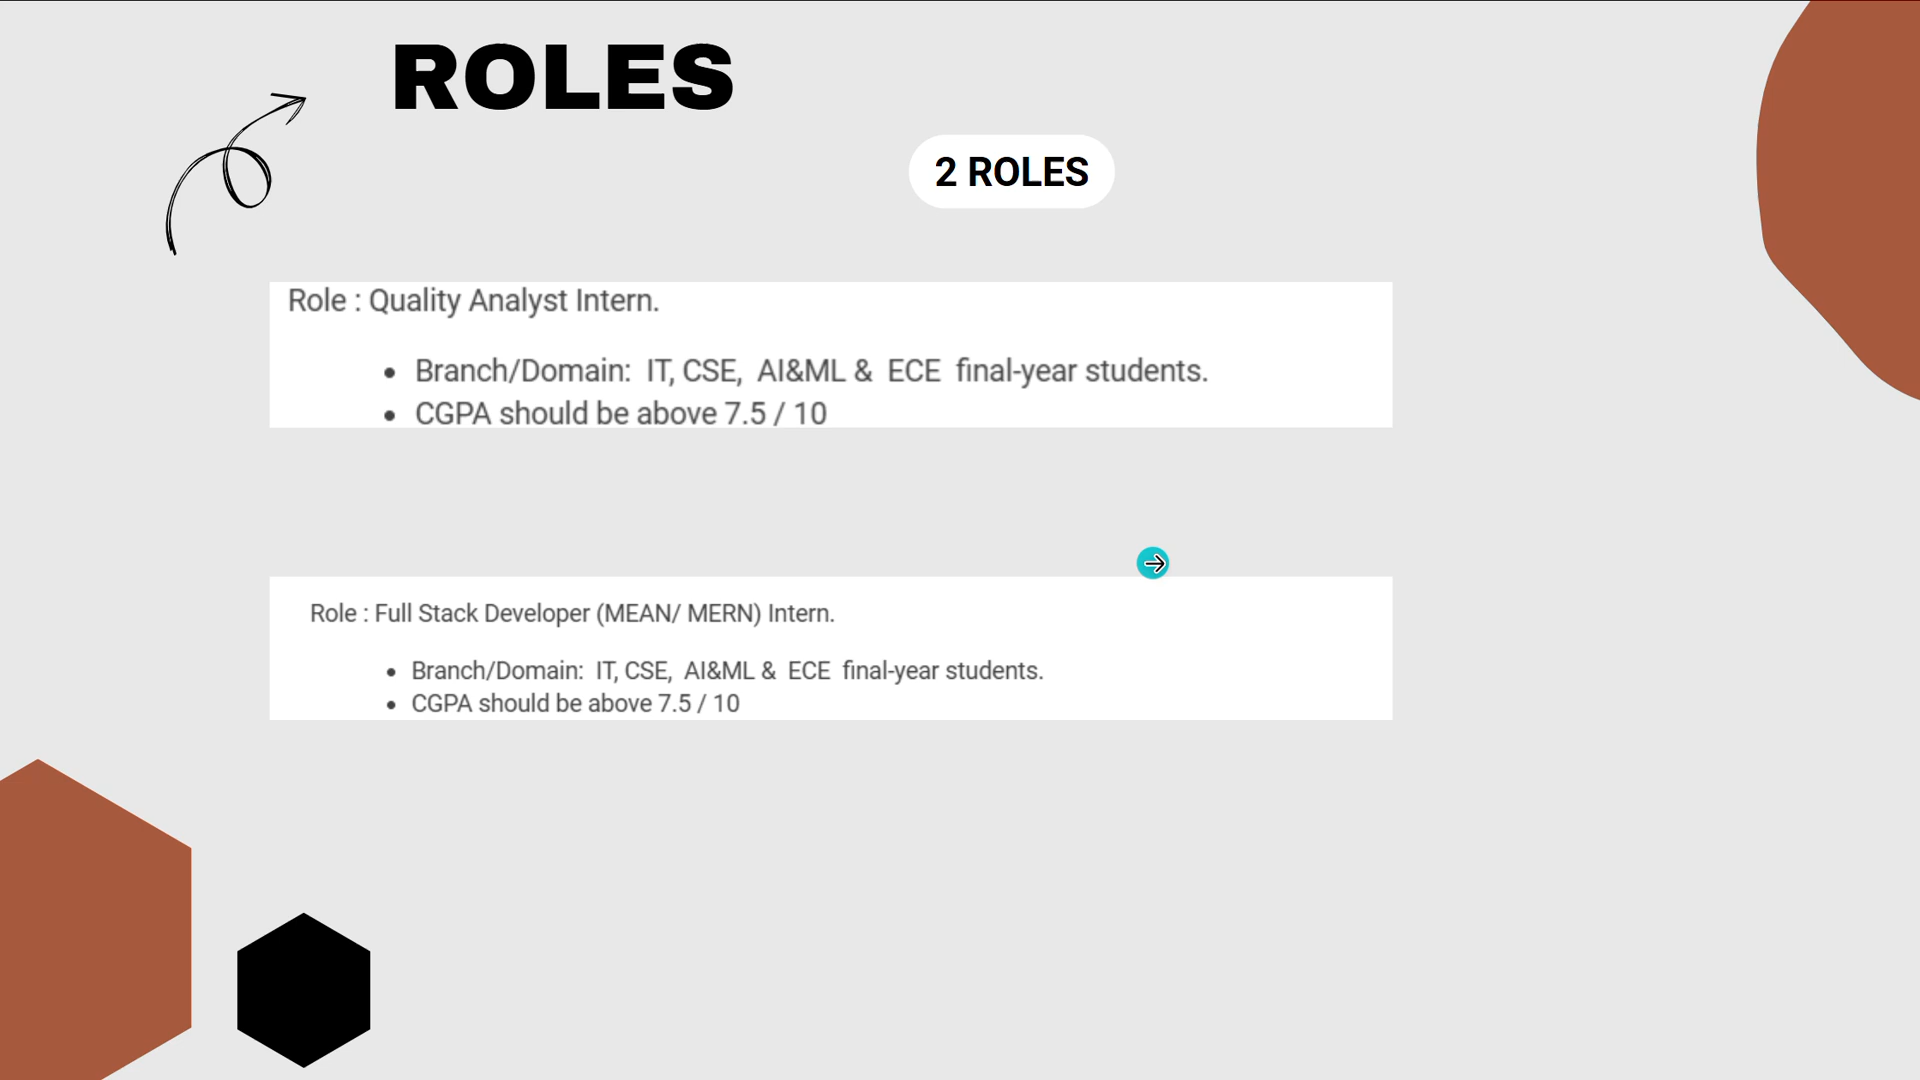 ROLES
2 ROLES
Role : Quality Analyst Intern.
• Branch/Domain:  IT, CSE,  AI&ML &  ECE  final-year students.
• CGPA should be above 7.5 / 10
Role : Full Stack Developer (MEAN/ MERN) Intern.
• Branch/Domain:  IT, CSE,  AI&ML &  ECE  final-year students.
• CGPA should be above 7.5 / 10